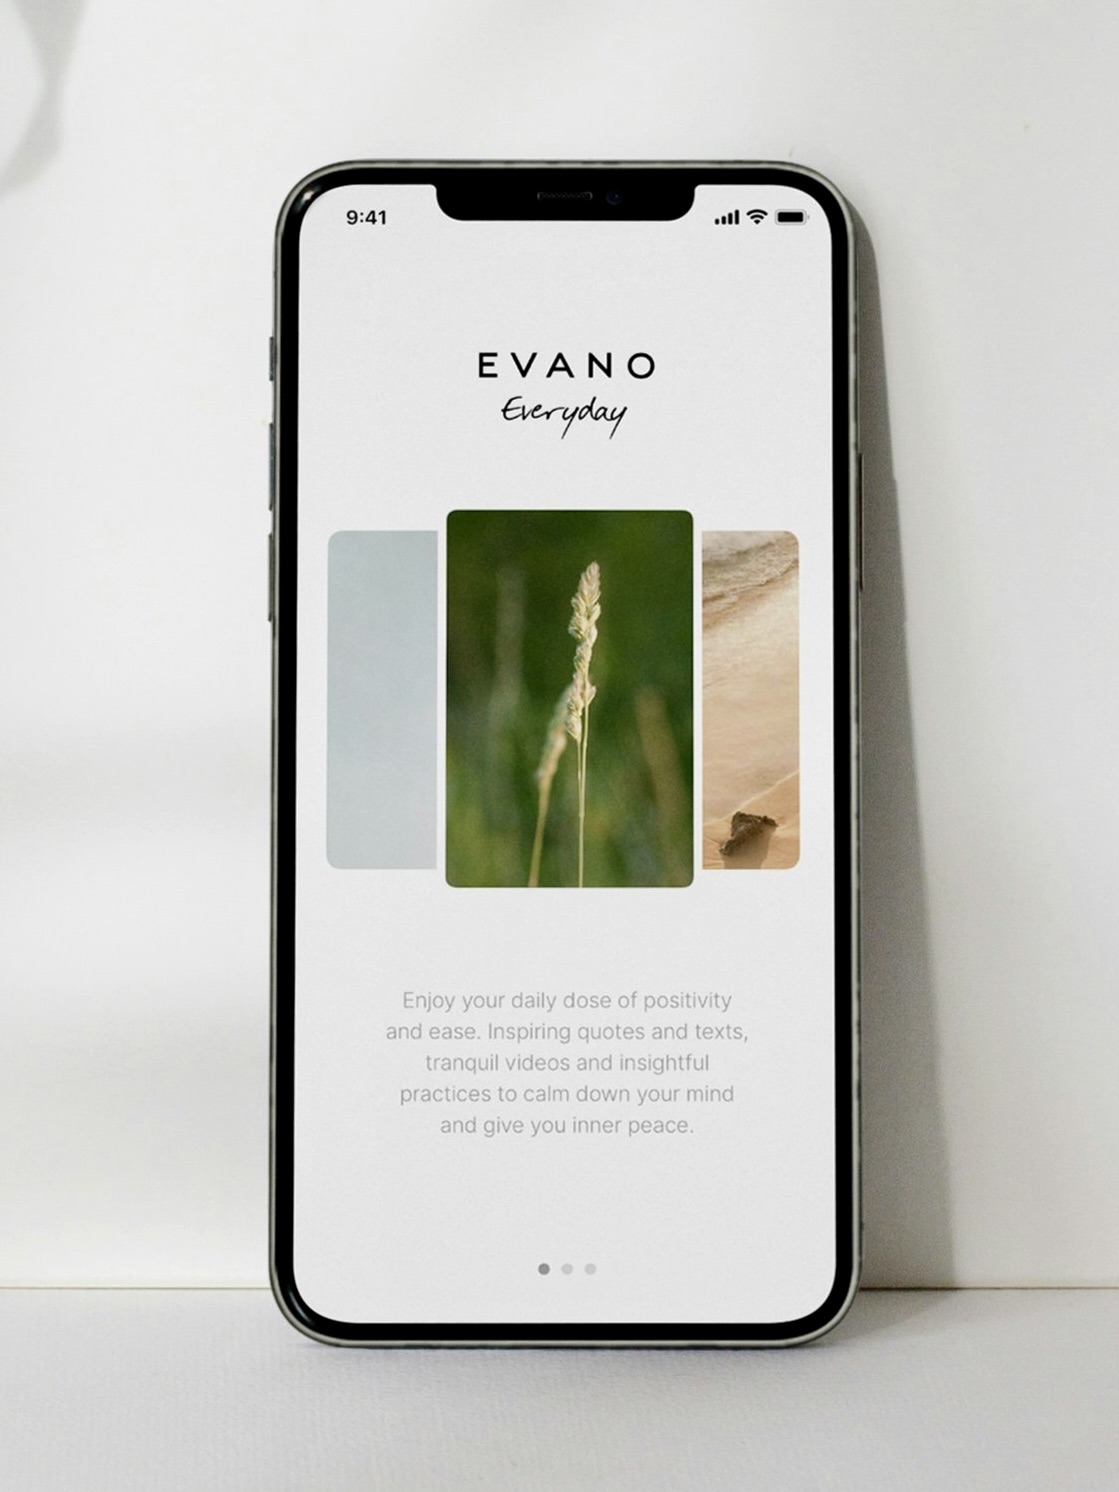 9:41
EVANO
Everyday
Enjoy your daily dose of positivity
and ease. Inspiring quotes and texts,
tranquil videos and insightful
practices to calm down your mind
and give you inner peace.